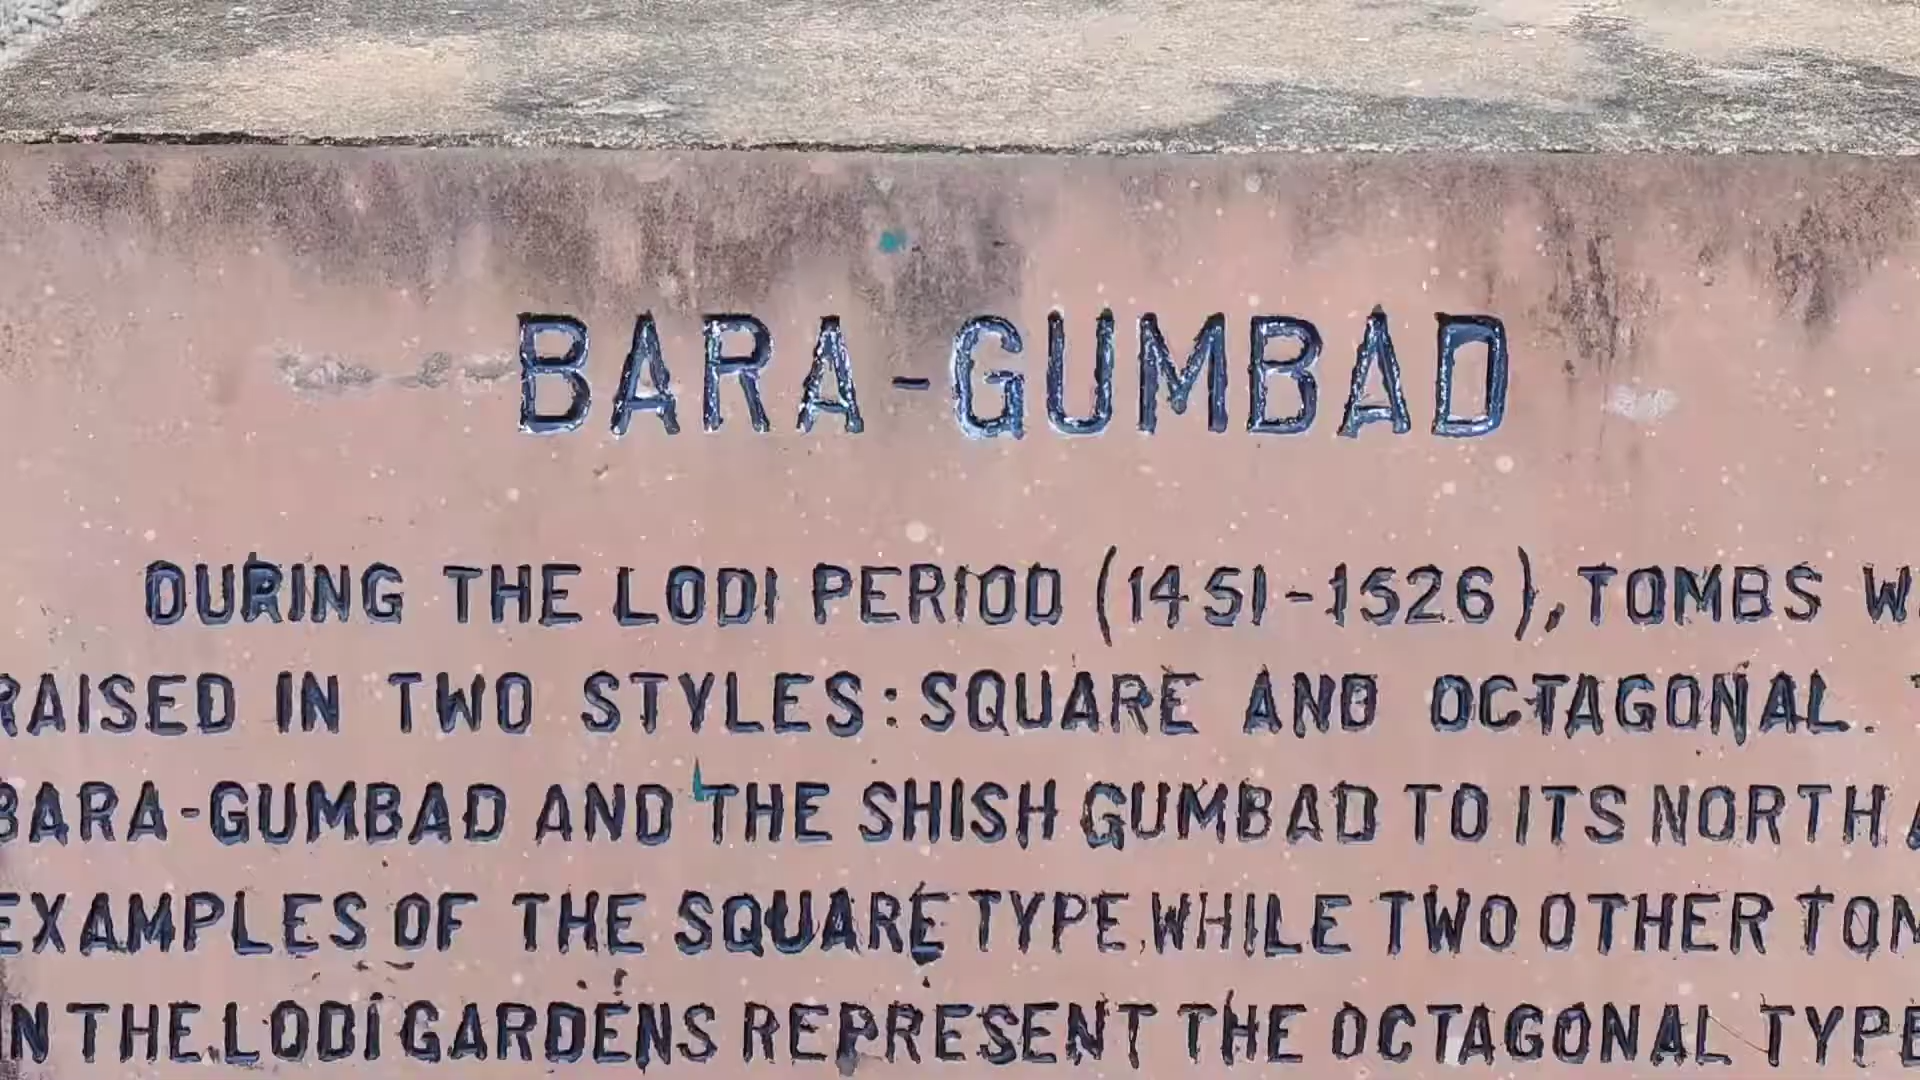 BARA-GUMBAD
DURING THE LODI PERIOD (1451-1526), TOMBS
RAISED IN TWO STYLES: SQUARE AND OCTAGONAL.
BARA-GUMBAD AND THE SHISH GUMBAD TO ITS NORTH
EXAMPLES OF THE SQUARE TYPE, WHILE TWO OTHER
IN THE LODI GARDENS REPRESENT THE OCTAGONAL TYPE